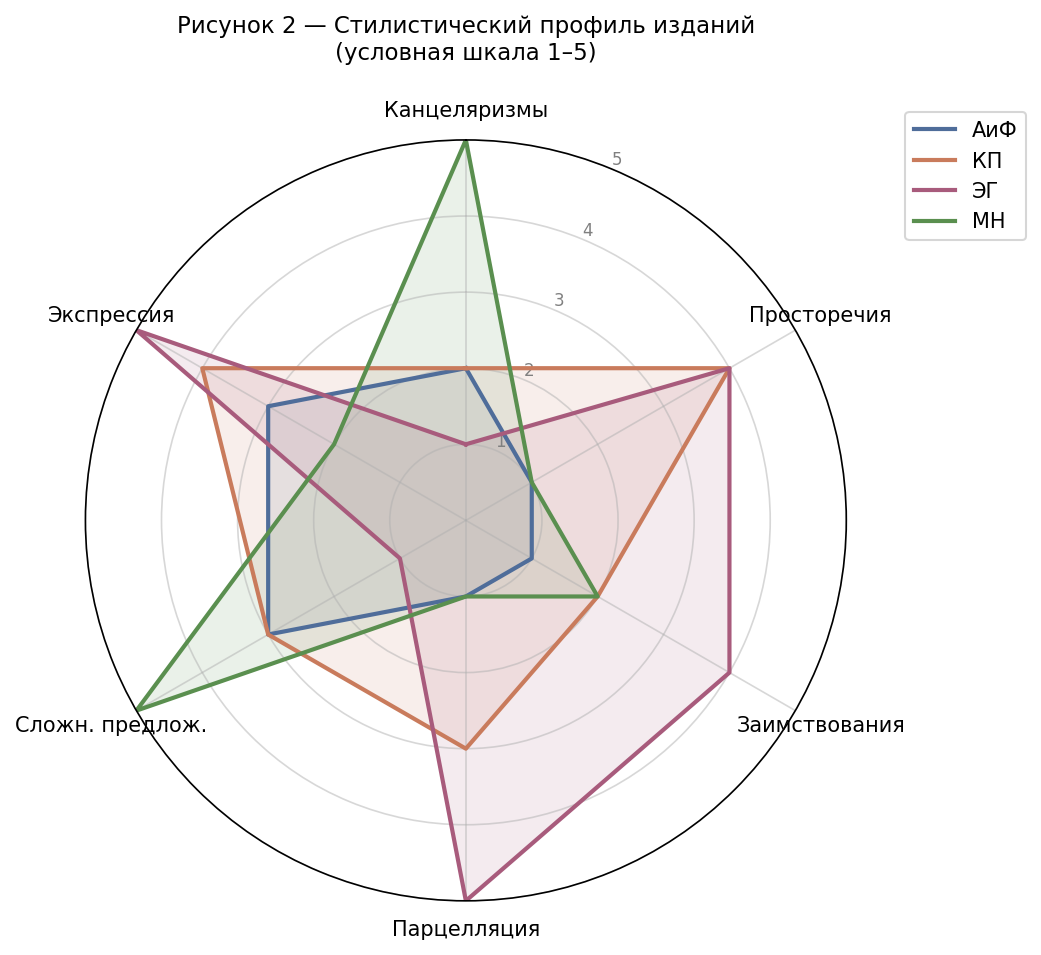 Рисунок 2 — Стилистический профиль изданий
(условная шкала 1–5)
Канцеляризмы
АиФ
КП
ЭГ
МН
5
4
3
2
1
Экспрессия
Просторечия
Сложн. предлож.
Заимствования
Парцелляция